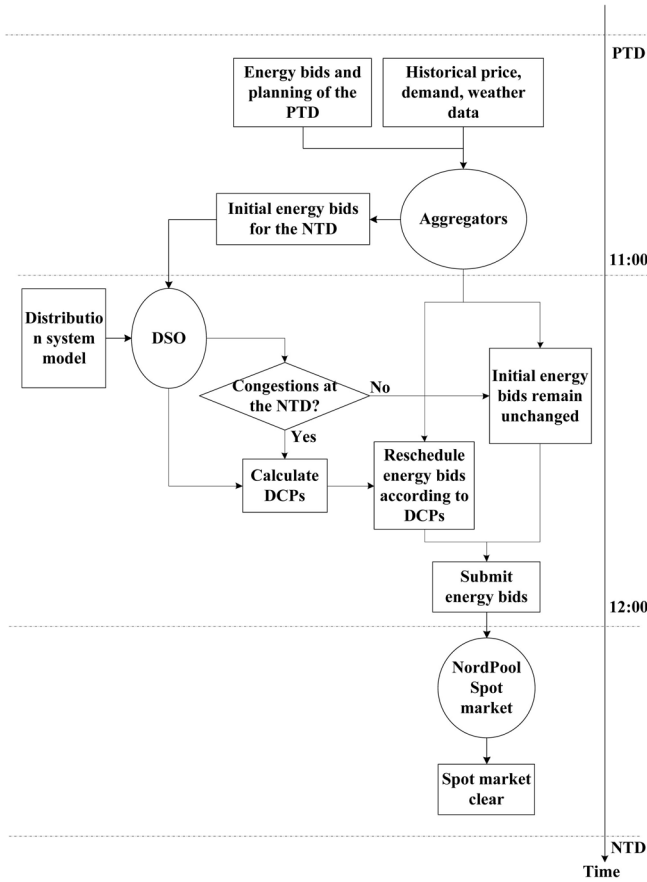 PTD
Energy bids and
planning of the
PTD
Historical price,
demand, weather
data
Aggregators
Initial energy bids
for the NTD
11:00
Distributio
n system
model
DSO
Congestions at
the NTD?
No
Yes
Initial energy
bids remain
unchanged
Calculate
DCPs
Reschedule
energy bids
according to
DCPs
Submit
energy bids
12:00
NordPool
Spot
market
Spot market
clear
NTD
Time